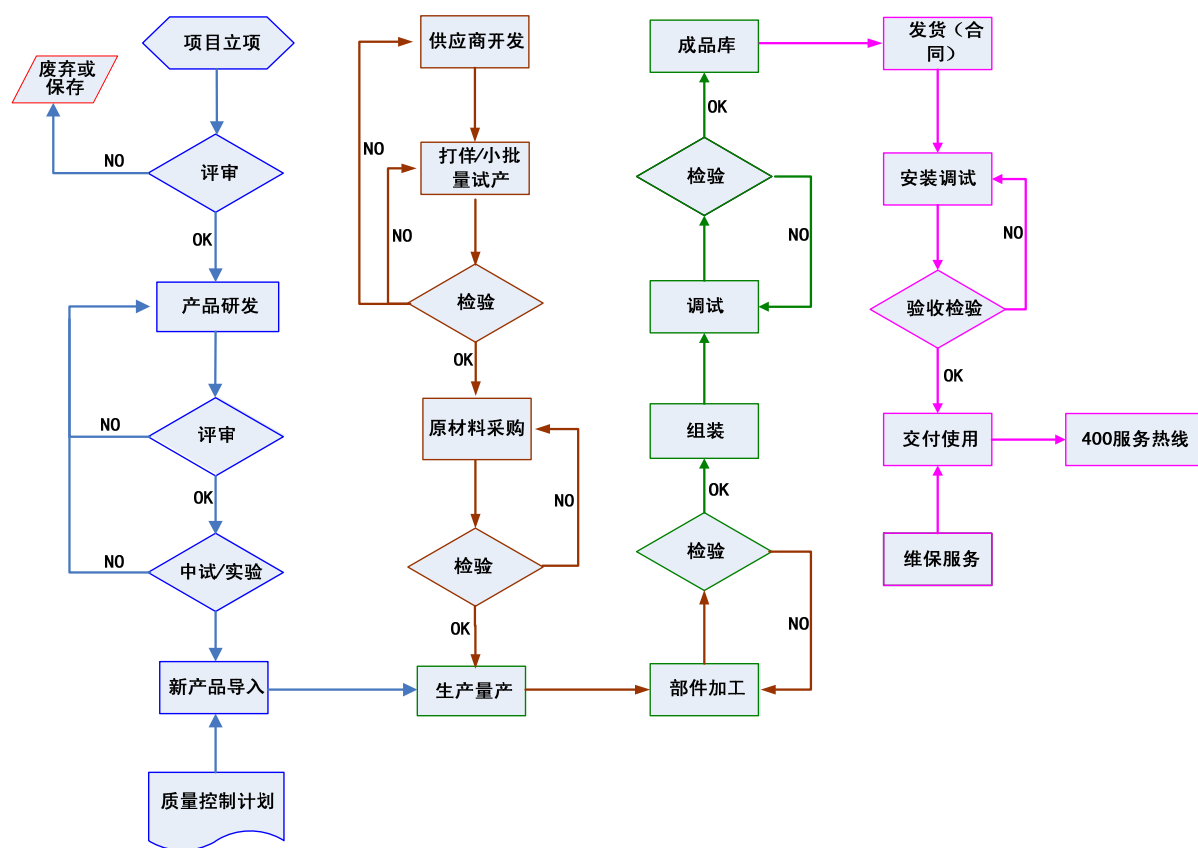 项目立项
废弃或
保存
NO
评审
OK
产品研发
NO
评审
OK
NO
中试/实验
新产品导入
质量控制计划
供应商开发
NO
打佯/小批
量试产
NO
检验
OK
原材料采购
NO
检验
OK
生产量产
成品库
OK
检验
NO
调试
组装
OK
检验
NO
部件加工
发货（合
同）
安装调试
NO
验收检验
OK
交付使用
400服务热线
维保服务